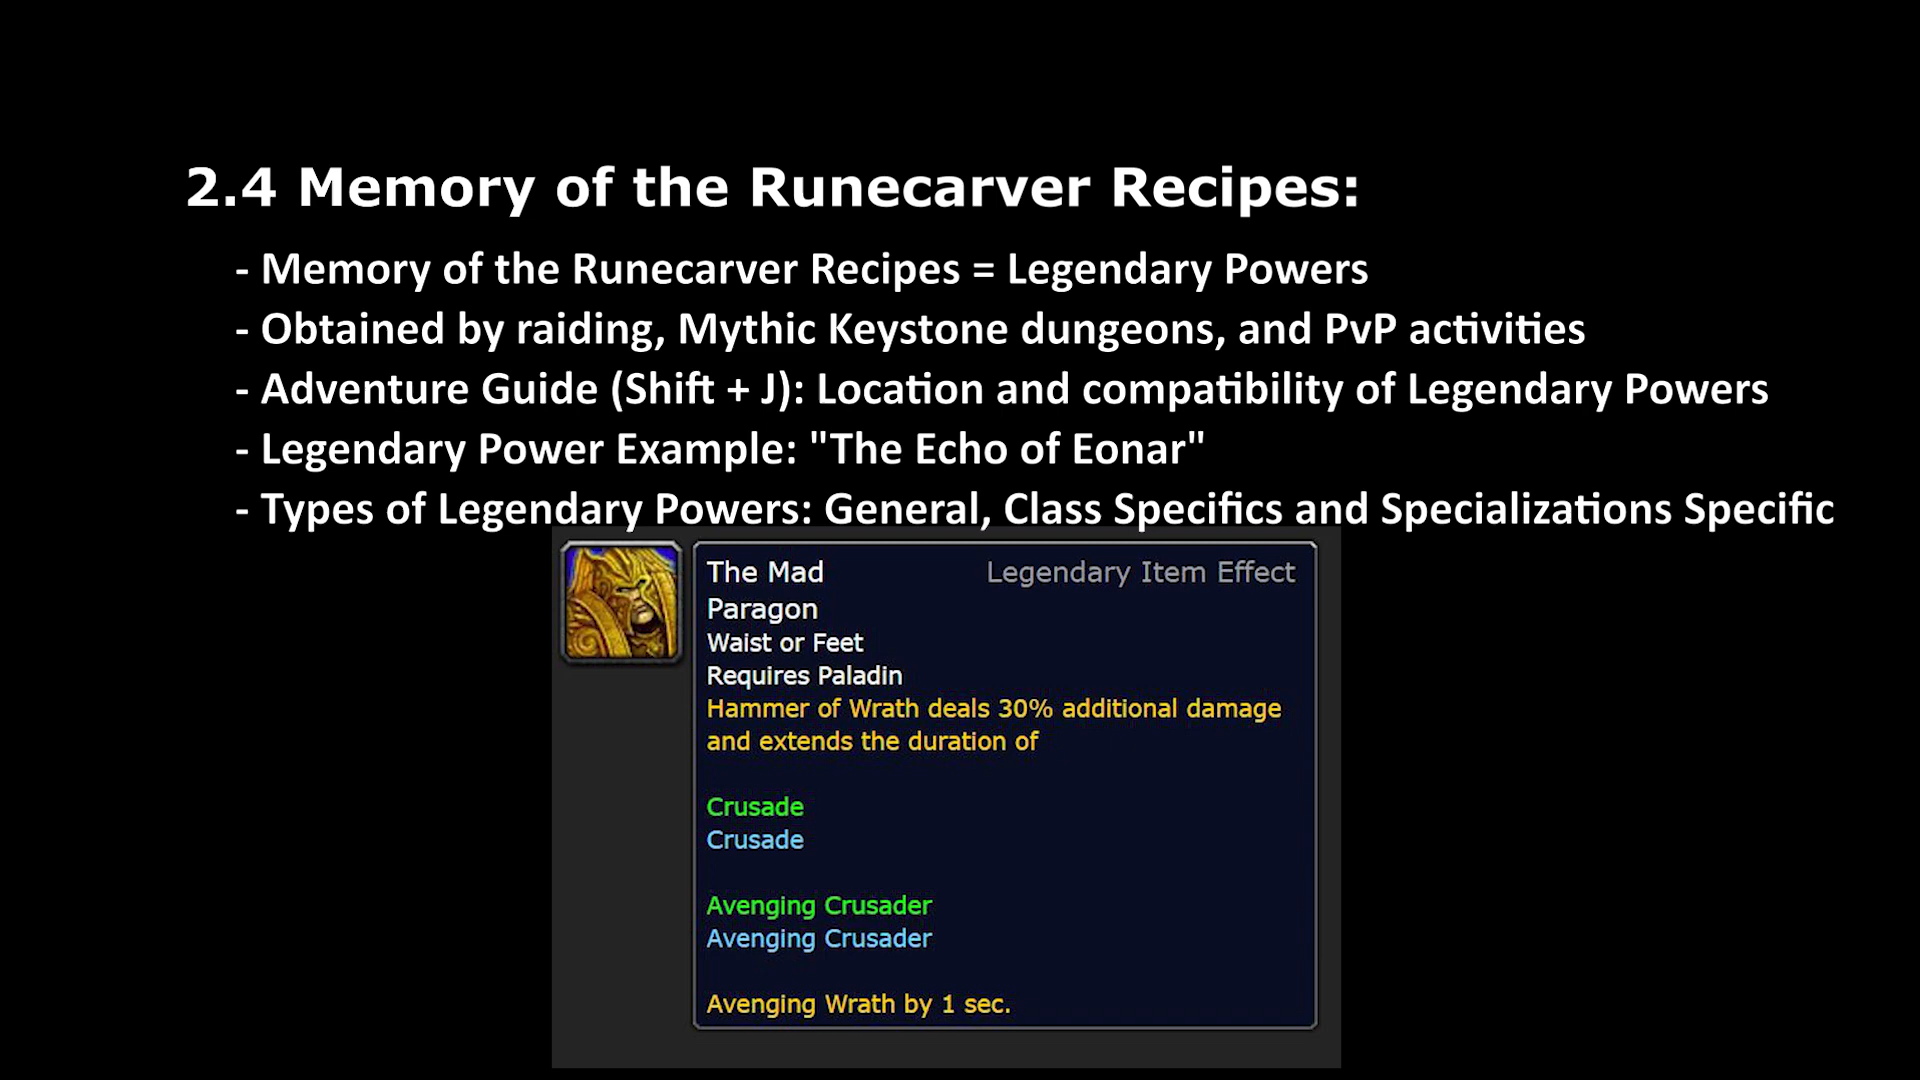 2.4 Memory of the Runecarver Recipes:
- Memory of the Runecarver Recipes = Legendary Powers
- Obtained by raiding, Mythic Keystone dungeons, and PvP activities
- Adventure Guide (Shift + J): Location and compatibility of Legendary Powers
- Legendary Power Example: "The Echo of Eonar"
- Types of Legendary Powers: General, Class Specifics and Specializations Specific
The Mad Legendary Item Effect
Paragon
Waist or Feet
Requires Paladin
Hammer of Wrath deals 30% additional damage
and extends the duration of
Crusade
Crusade
Avenging Crusader
Avenging Crusader
Avenging Wrath by 1 sec.